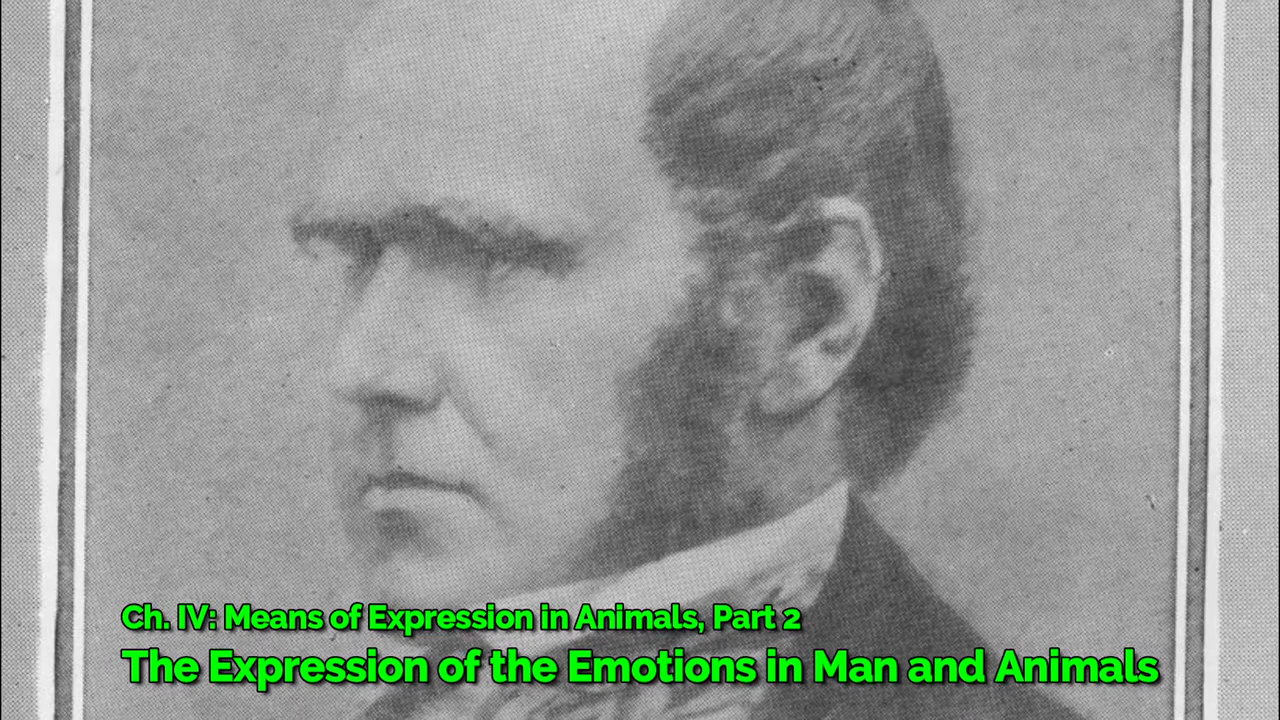 Ch. IV: Means of Expression in Animals, Part 2
The Expression of the Emotions in Man and Animals